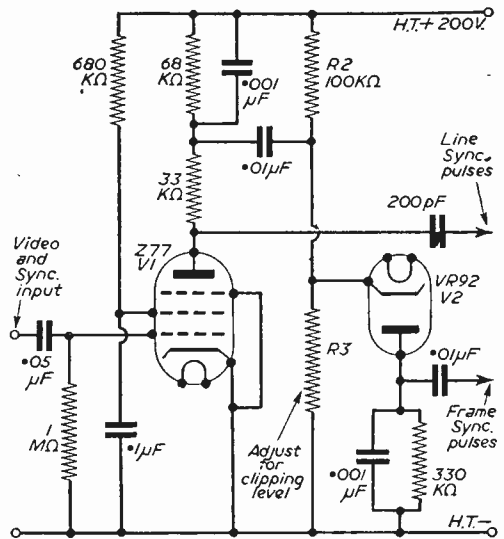 H.T.+ 200V.
680
KΩ
68
KΩ
·001
μF
R2
100KΩ
·01μF
33
KΩ
Line
Sync.
pulses
200pF
Z77
V1
Video
and
Sync.
input
VR92
V2
·05
μF
R3
·01μF
1
MΩ
·1μF
Adjust
for
clipping
level
Frame
Sync.
pulses
·001
μF
330
KΩ
H.T.-